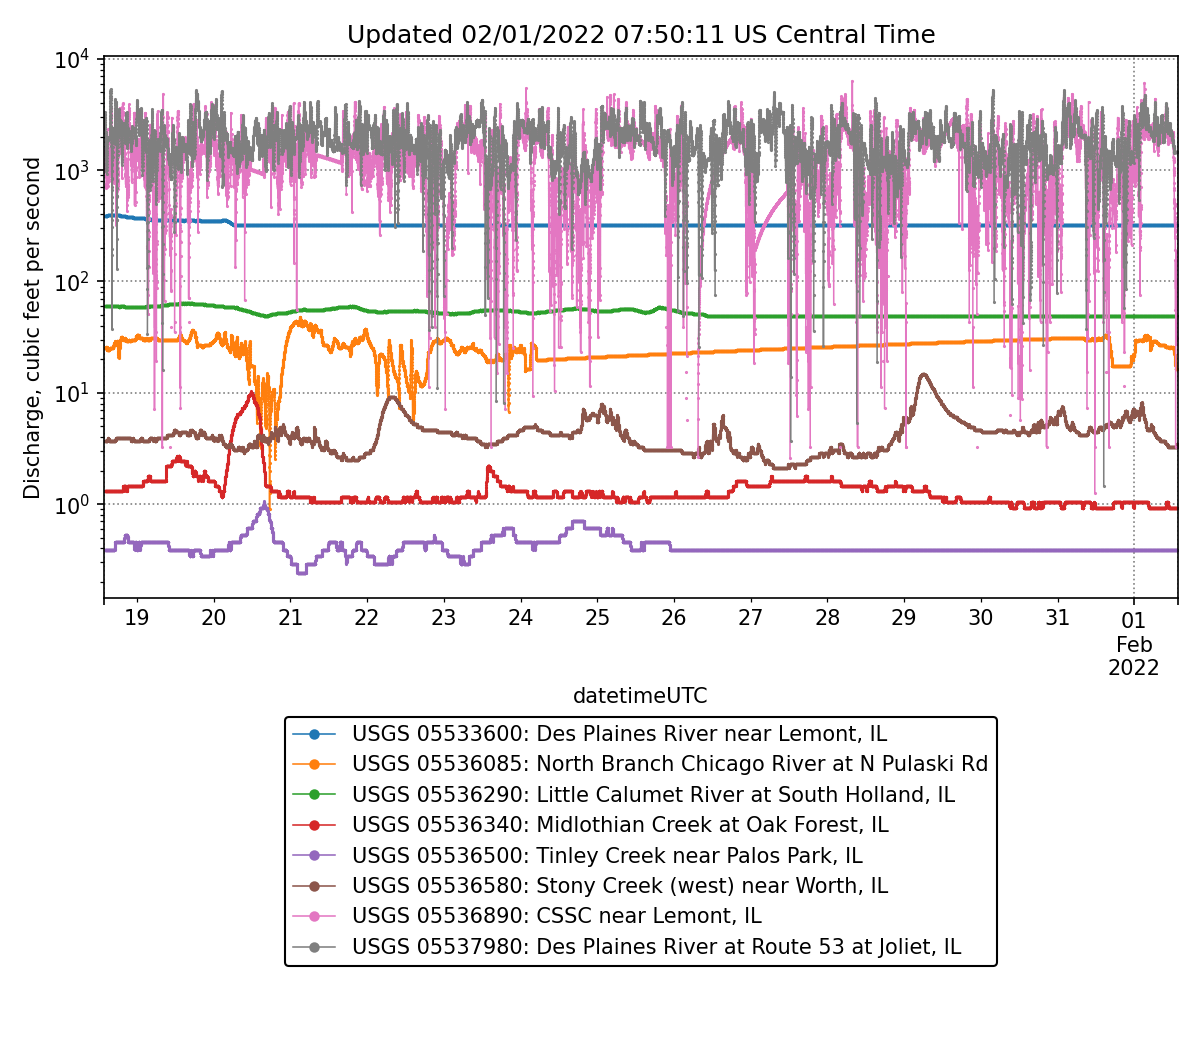 Updated 02/01/2022 07:50:11 US Central Time
Discharge, cubic feet per second
10^4
10^3
10^2
10^1
10^0
19 20 21 22 23 24 25 26 27 28 29 30 31 01
Feb
2022
datetimeUTC
USGS 05533600: Des Plaines River near Lemont, IL
USGS 05536085: North Branch Chicago River at N Pulaski Rd
USGS 05536290: Little Calumet River at South Holland, IL
USGS 05536340: Midlothian Creek at Oak Forest, IL
USGS 05536500: Tinley Creek near Palos Park, IL
USGS 05536580: Stony Creek (west) near Worth, IL
USGS 05536890: CSSC near Lemont, IL
USGS 05537980: Des Plaines River at Route 53 at Joliet, IL